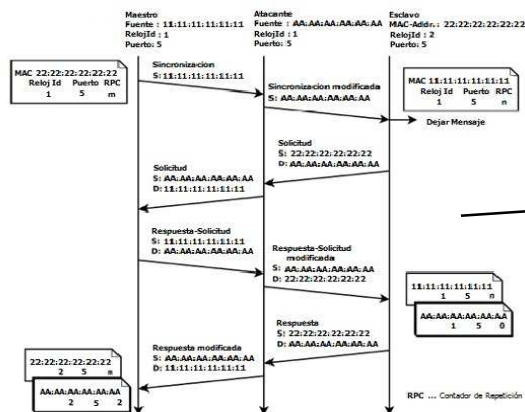 Maestro
Fuente : 11:11:11:11:11:11
RelojId : 1
Puerto: 5
Atacante
Fuente : AA:AA:AA:AA:AA:AA
RelojId : 1
Puerto: 5
Esclavo
MAC-Addr.: 22:22:22:22:22:22
RelojId : 2
Puerto: 5
MAC 22:22:22:22:22:22
Reloj Id Puerto RPC
1 5 m
Sincronizacion
S: 11:11:11:11:11:11
Sincronizacion modificada
S: AA:AA:AA:AA:AA:AA
MAC 11:11:11:11:11:11
Reloj Id Puerto RPC
1 5 n
Dejar Mensaje
Solicitud
S: 22:22:22:22:22:22
D: AA:AA:AA:AA:AA:AA
Solicitud
S: AA:AA:AA:AA:AA:AA
D: 11:11:11:11:11:11
Respuesta-Solicitud
S: 11:11:11:11:11:11
D: AA:AA:AA:AA:AA:AA
Respuesta-Solicitud
modificada
S: AA:AA:AA:AA:AA:AA
D: 22:22:22:22:22:22
11:11:11:11:11:11
1 5 n
AA:AA:AA:AA:AA:AA
1 5 0
Respuesta
S: 22:22:22:22:22:22
D: AA:AA:AA:AA:AA:AA
Respuesta modificada
S: AA:AA:AA:AA:AA:AA
D: 11:11:11:11:11:11
22:22:22:22:22:22
2 5 m
AA:AA:AA:AA:AA:AA
2 5 2
RPC ... Contador de Repetición